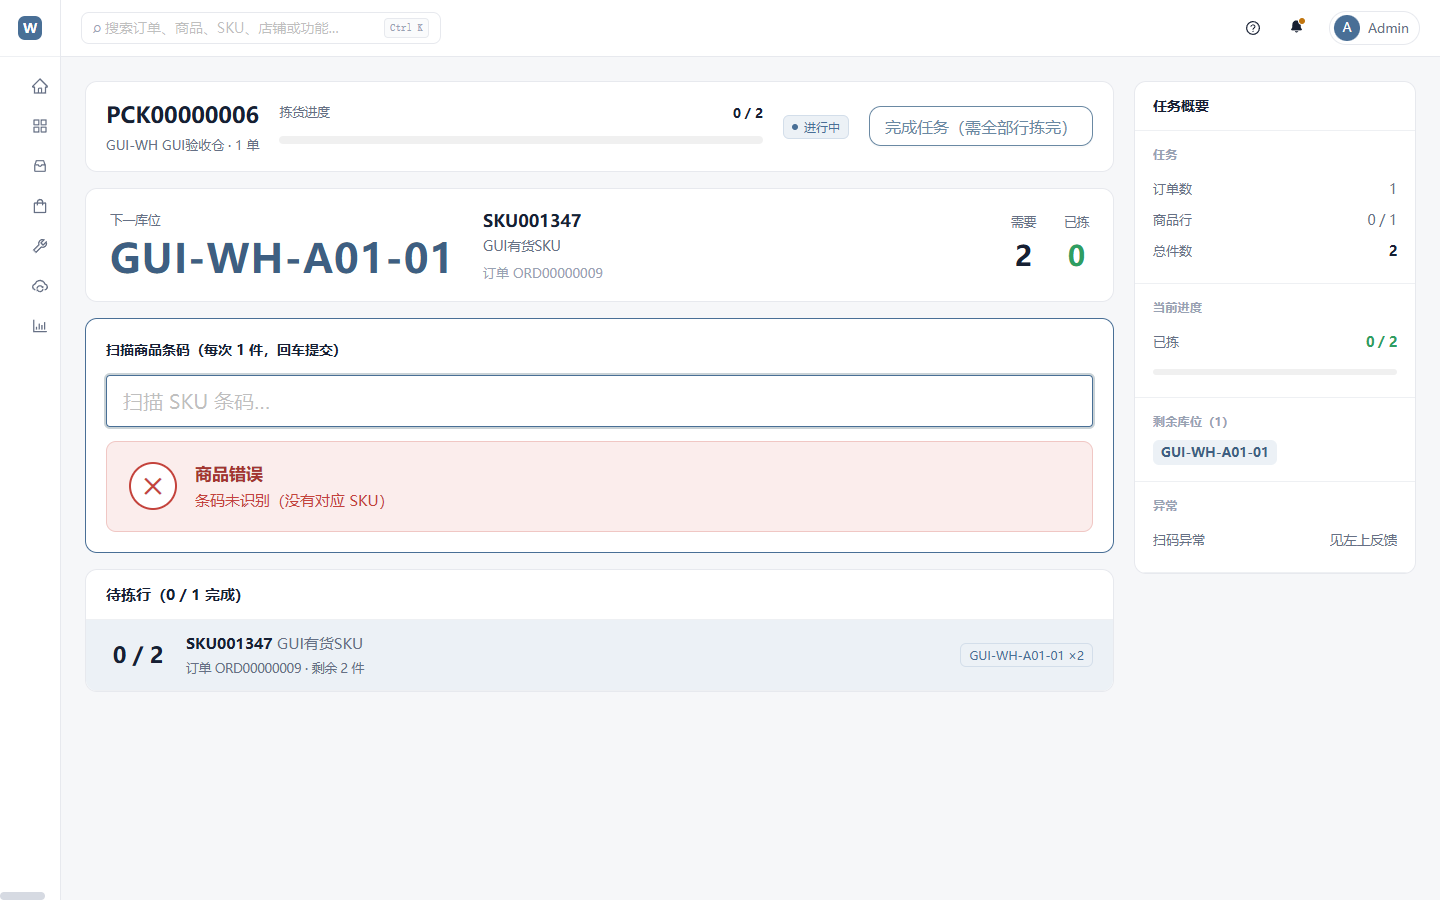 W
搜索订单、商品、SKU、店铺或功能...
Ctrl K
A
Admin
PCK00000006
GUI-WH GUI验收仓 · 1 单
拣货进度
0 / 2
进行中
完成任务（需全部行拣完）
下一库位
GUI-WH-A01-01
SKU001347
GUI有货SKU
订单 ORD00000009
需要
2
已拣
0
扫描商品条码（每次 1 件，回车提交）
扫描 SKU 条码...
商品错误
条码未识别（没有对应 SKU）
待拣行（0 / 1 完成）
0 / 2
SKU001347 GUI有货SKU
订单 ORD00000009 · 剩余 2 件
GUI-WH-A01-01 ×2
任务概要
任务
订单数 1
商品行 0 / 1
总件数 2
当前进度
已拣 0 / 2
剩余库位（1）
GUI-WH-A01-01
异常
扫码异常 见左上反馈